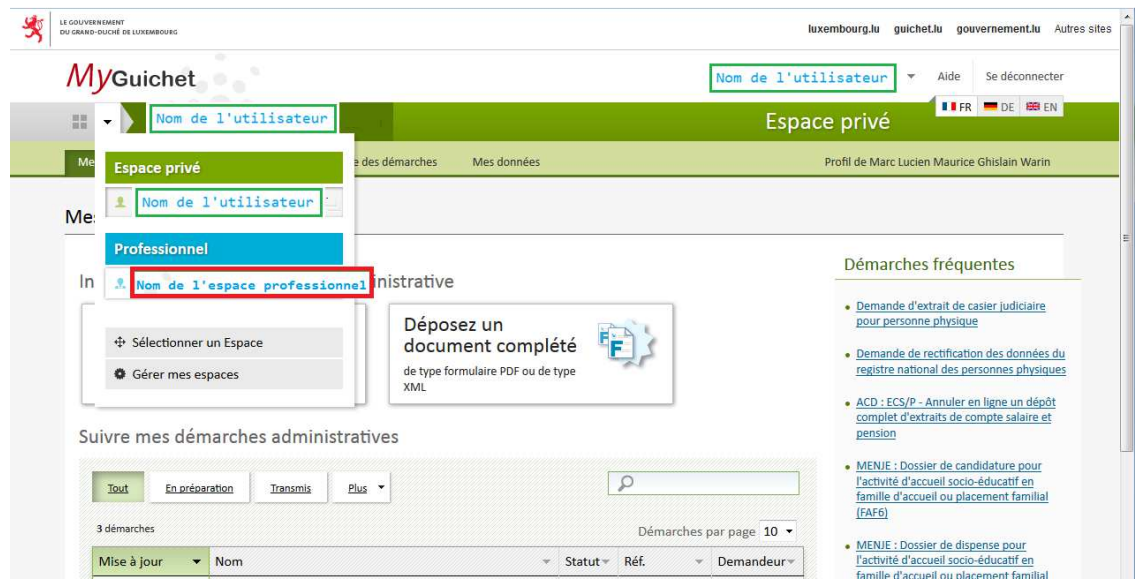 LE GOUVERNEMENT
DU GRAND-DUCHÉ DE LUXEMBOURG
luxembourg.lu guichet.lu gouvernement.lu Autres sites
MyGuichet
Nom de l'utilisateur
Aide Se déconnecter
FR DE EN
Nom de l'utilisateur
Espace privé
Me
e des démarches Mes données
Profil de Marc Lucien Maurice Ghislain Warin
Espace privé
Nom de l'utilisateur
Mes
Professionnel
Nom de l'espace professionnel
In
inistrative
Sélectionner un Espace
Gérer mes espaces
Déposez un
document complété
de type formulaire PDF ou de type
XML
F
F
Démarches fréquentes
Demande d'extrait de casier judiciaire
pour personne physique
Demande de rectification des données du
registre national des personnes physiques
ACD : ECS/P - Annuler en ligne un dépôt
complet d'extraits de compte salaire et
pension
MENJE : Dossier de candidature pour
l'activité d'accueil socio-éducatif en
famille d'accueil ou placement familial
(FAF6)
MENJE : Dossier de dispense pour
l'activité d'accueil socio-éducatif en
famille d'accueil ou placement familial
Suivre mes démarches administratives
Tout En préparation Transmis Plus
3 démarches
Démarches par page 10
Mise à jour Nom Statut Réf. Demandeur